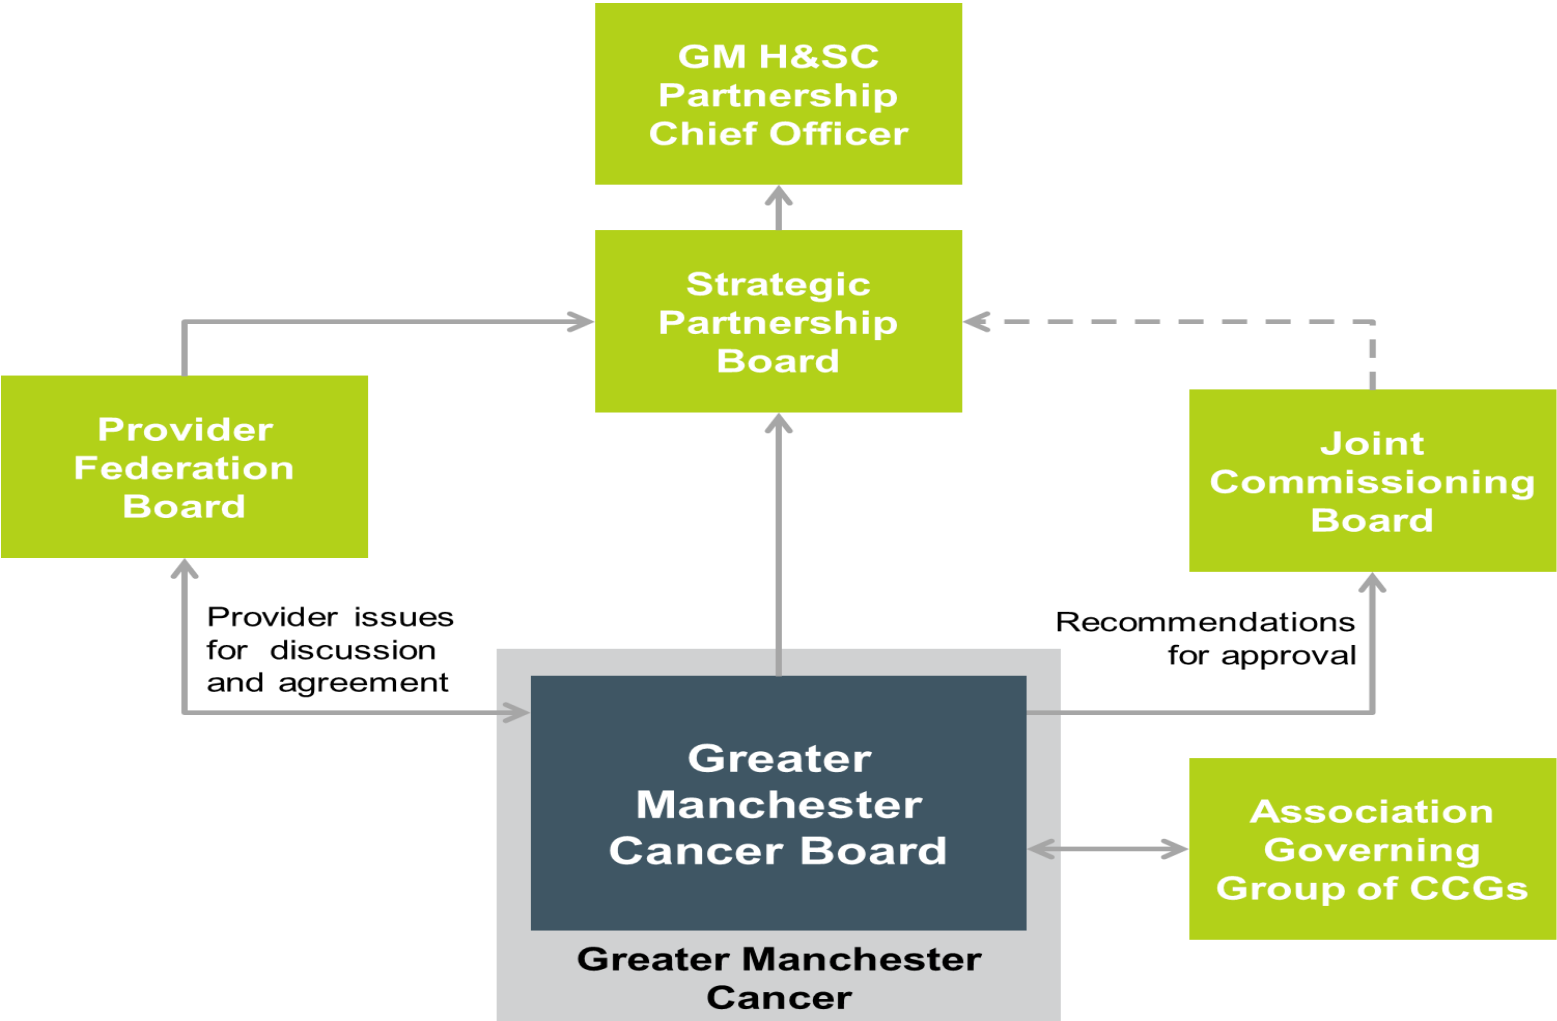 GM H&SC
Partnership
Chief Officer
Strategic
Partnership
Board
Provider
Federation
Board
Joint
Commissioning
Board
Provider issues
for discussion
and agreement
Recommendations
for approval
Greater
Manchester
Cancer Board
Association
Governing
Group of CCGs
Greater Manchester
Cancer